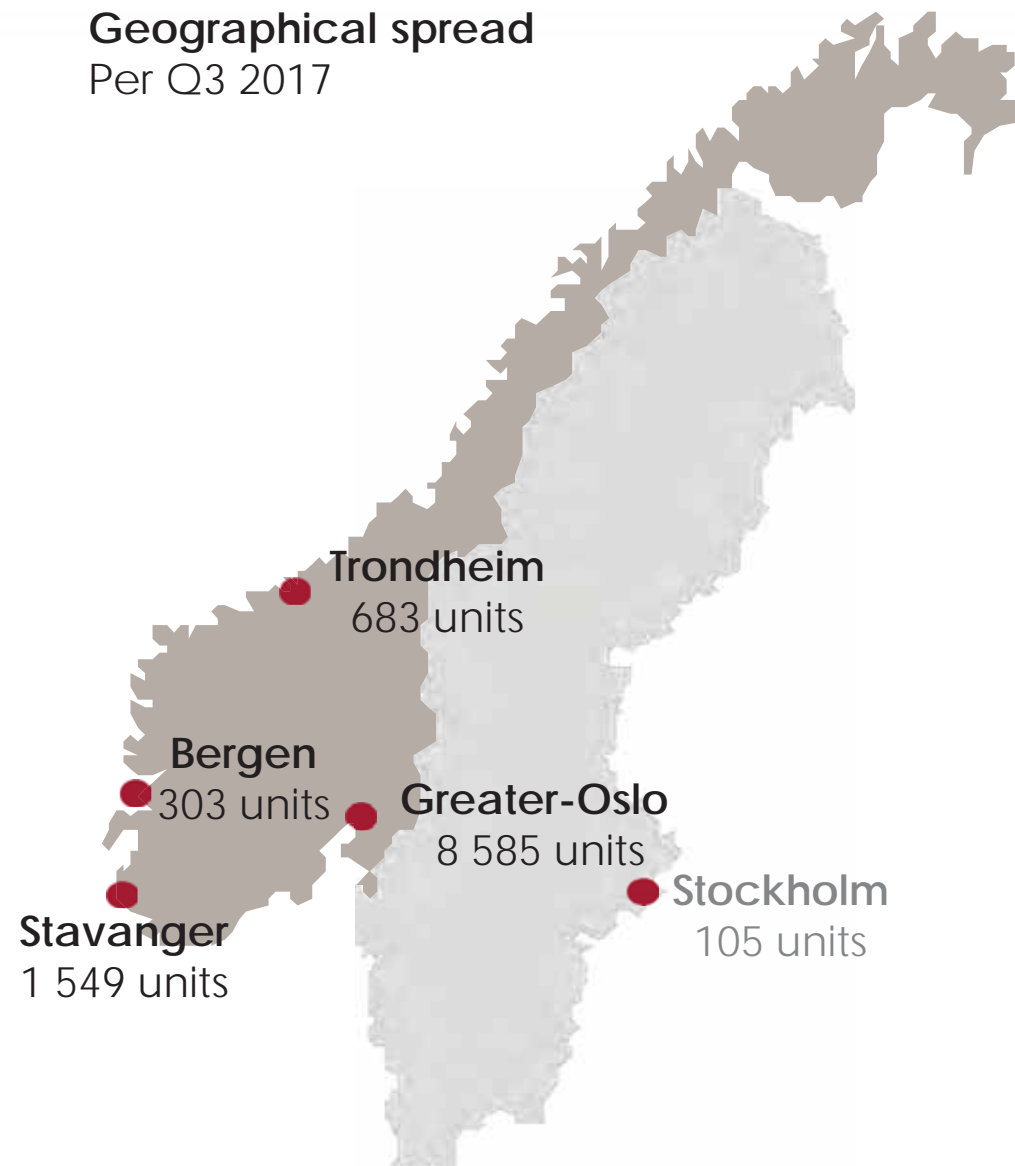 Geographical spread
Per Q3 2017
Trondheim
683 units
Bergen
303 units
Greater-Oslo
8 585 units
Stockholm
105 units
Stavanger
1 549 units